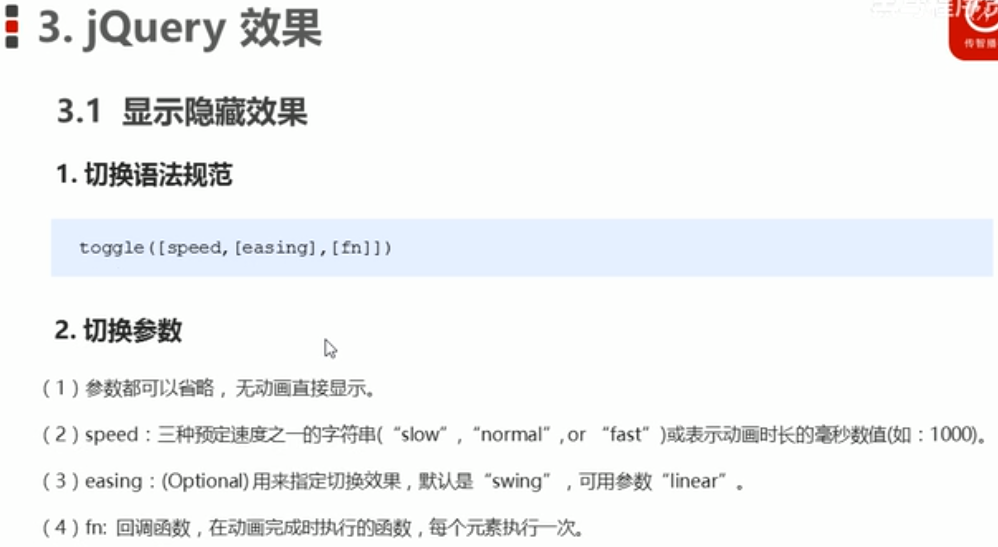 3. jQuery 效果
传智播
3.1 显示隐藏效果
1. 切换语法规范
toggle([speed,[easing],[fn]])
2. 切换参数
（1）参数都可以省略，无动画直接显示。
（2）speed：三种预定速度之一的字符串(“slow”,“normal”, or “fast”)或表示动画时长的毫秒数值(如：1000)。
（3）easing：(Optional) 用来指定切换效果，默认是“swing”，可用参数“linear”。
（4）fn: 回调函数，在动画完成时执行的函数，每个元素执行一次。